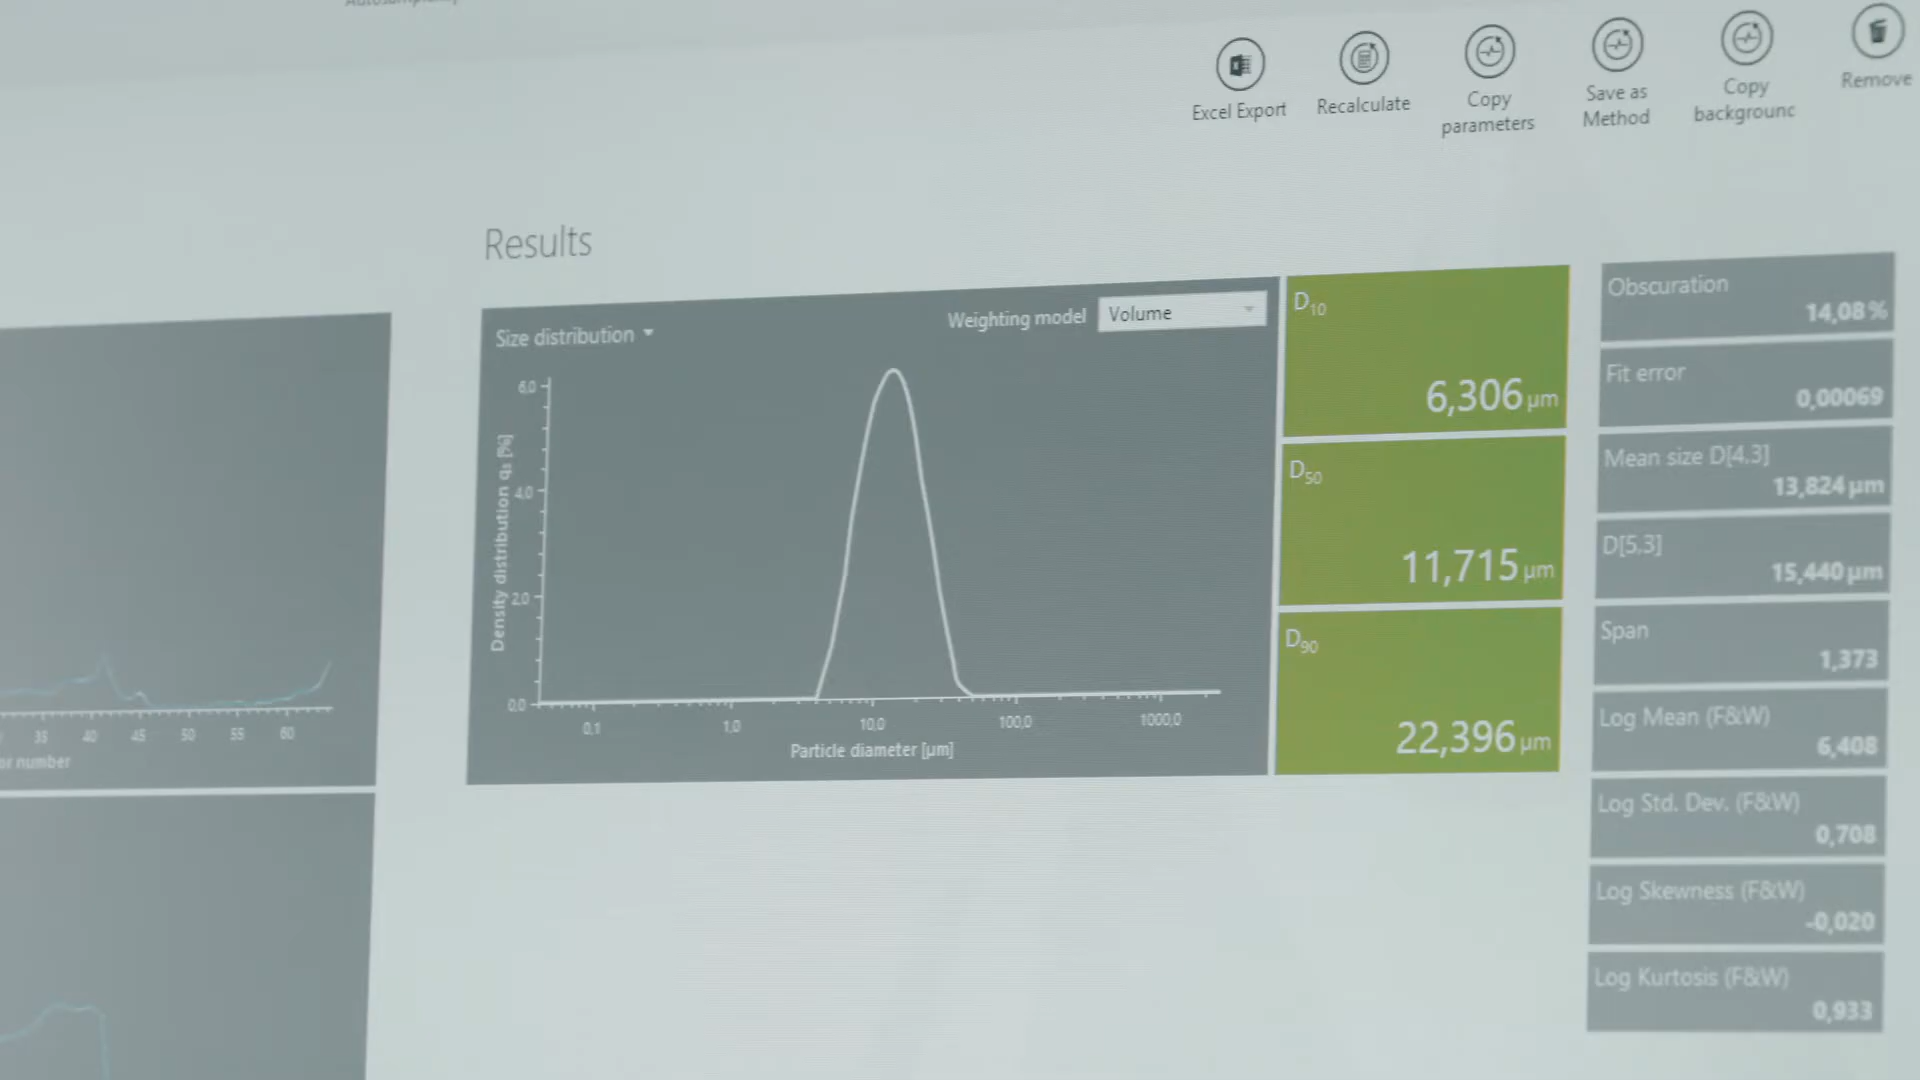 Excel Export
Recalculate
Copy
parameters
Save as
Method
Copy
background
Remove
Results
Size distribution
Weighting model
Volume
6,0
4,0
2,0
0,0
Density distribution q₃ [%]
0,1
1,0
10,0
100,0
1000,0
Particle diameter [µm]
D₁₀
6,306 µm
D₅₀
11,715 µm
D₉₀
22,396 µm
Obscuration
14,08 %
Fit error
0,00069
Mean size D[4,3]
13,824 µm
D[5,3]
15,440 µm
Span
1,373
Log Mean (F&W)
6,408
Log Std. Dev. (F&W)
0,708
Log Skewness (F&W)
-0,020
Log Kurtosis (F&W)
0,933
35
40
45
50
55
60
number